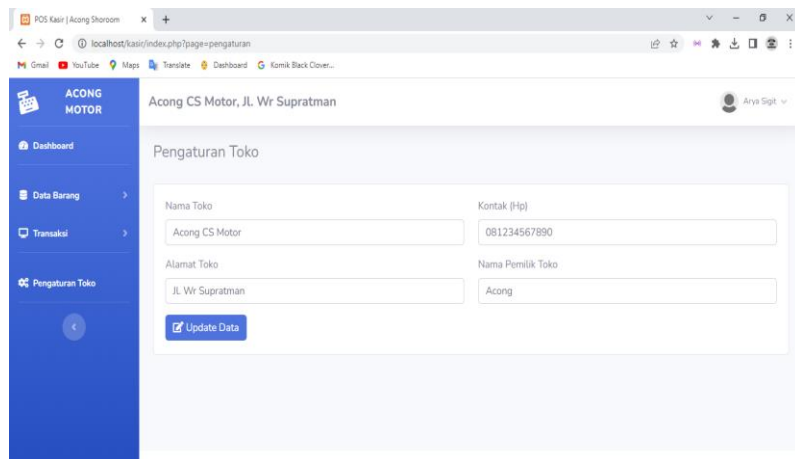 POS Kasir | Acong Shoroom
localhost/kasir/index.php?page=pengaturan
Gmail YouTube Maps Translate Dashboard Komik Black Clover...
ACONG MOTOR
Acong CS Motor, Jl. Wr Supratman
Arya Sigit
Dashboard
Pengaturan Toko
Data Barang
Transaksi
Pengaturan Toko
Nama Toko
Kontak (Hp)
Acong CS Motor
081234567890
Alamat Toko
Nama Pemilik Toko
Jl. Wr Supratman
Acong
Update Data